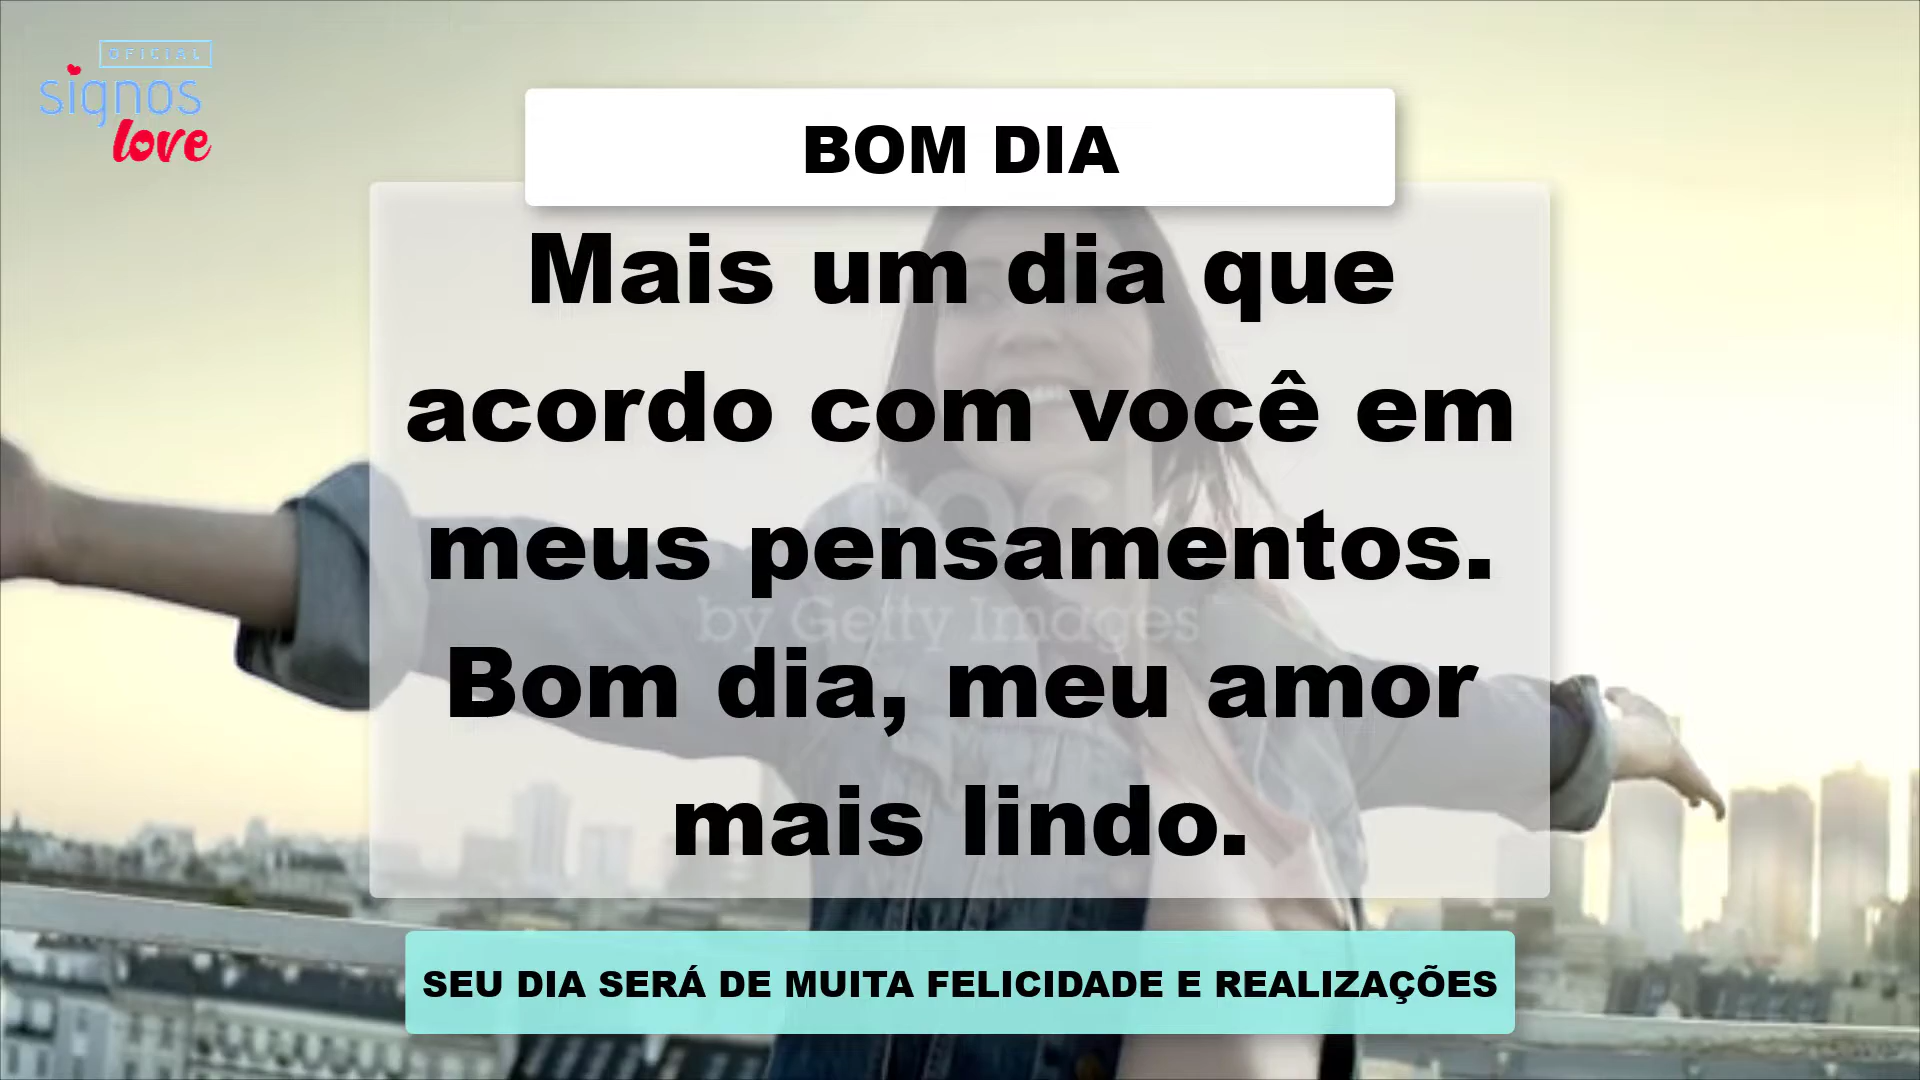 OFICIAL
signos
love
BOM DIA
Mais um dia que
acordo com você em
meus pensamentos.
by Getty Images
Bom dia, meu amor
mais lindo.
SEU DIA SERÁ DE MUITA FELICIDADE E REALIZAÇÕES